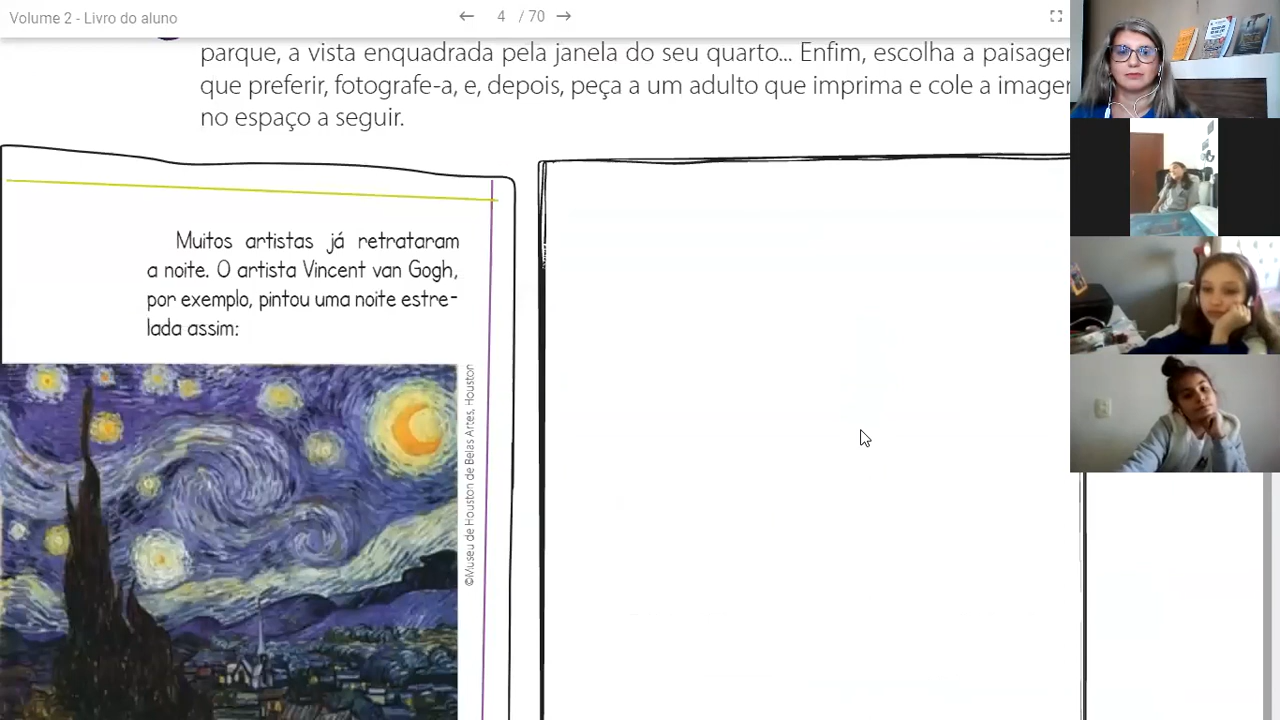 Volume 2 - Livro do aluno
4 / 70
parque, a vista enquadrada pela janela do seu quarto... Enfim, escolha a paisagem
que preferir, fotografe-a, e, depois, peça a um adulto que imprima e cole a imagem
no espaço a seguir.
Muitos artistas já retrataram
a noite. O artista Vincent van Gogh,
por exemplo, pintou uma noite estre-
lada assim:
©Museu de Houston de Belas Artes, Houston